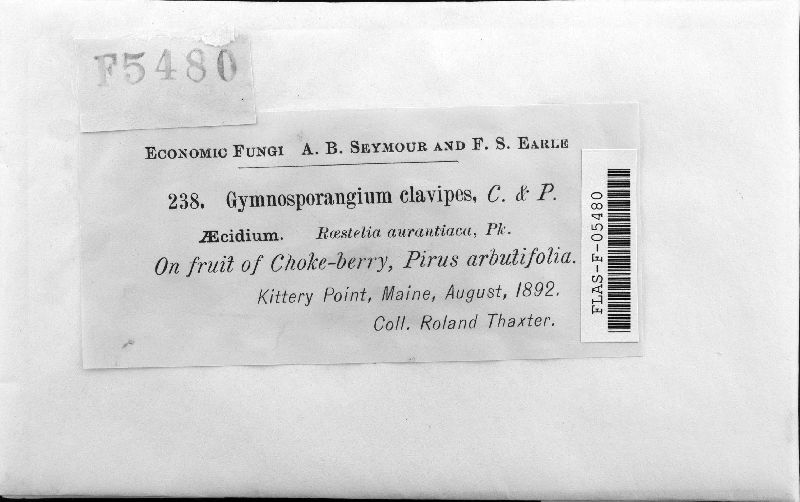 F5480
ECONOMIC FUNGI A. B. SEYMOUR AND F. S. EARLE
238. Gymnosporangium clavipes, C. & P.
Æcidium. Rœstelia aurantiaca, Pk.
On fruit of Choke-berry, Pirus arbutifolia.
Kittery Point, Maine, August, 1892.
Coll. Roland Thaxter.
FLAS-F-05480